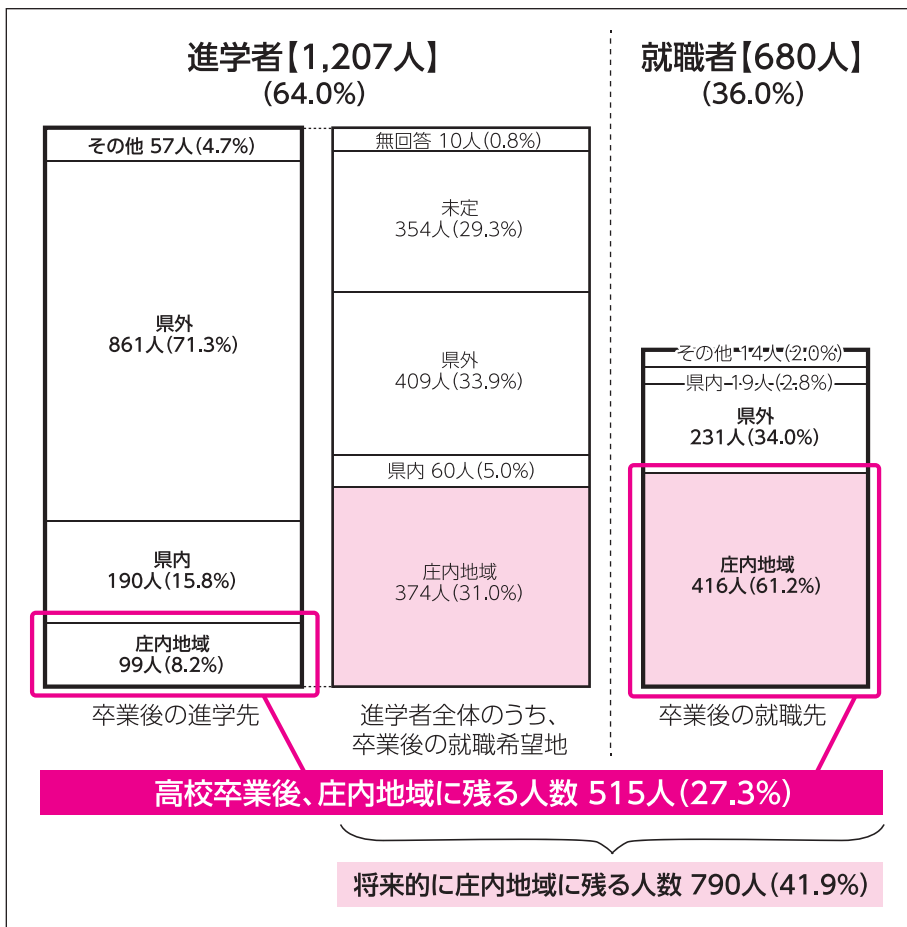 進学者【1,207人】
(64.0%)
就職者【680人】
(36.0%)
その他 57人(4.7%)
県外
861人(71.3%)
県内
190人(15.8%)
庄内地域
99人(8.2%)
卒業後の進学先
無回答 10人(0.8%)
未定
354人(29.3%)
県外
409人(33.9%)
県内 60人(5.0%)
庄内地域
374人(31.0%)
進学者全体のうち、
卒業後の就職希望地
その他 14人(2.0%)
県内 19人(2.8%)
県外
231人(34.0%)
庄内地域
416人(61.2%)
卒業後の就職先
高校卒業後、庄内地域に残る人数 515人(27.3%)
将来的に庄内地域に残る人数 790人(41.9%)